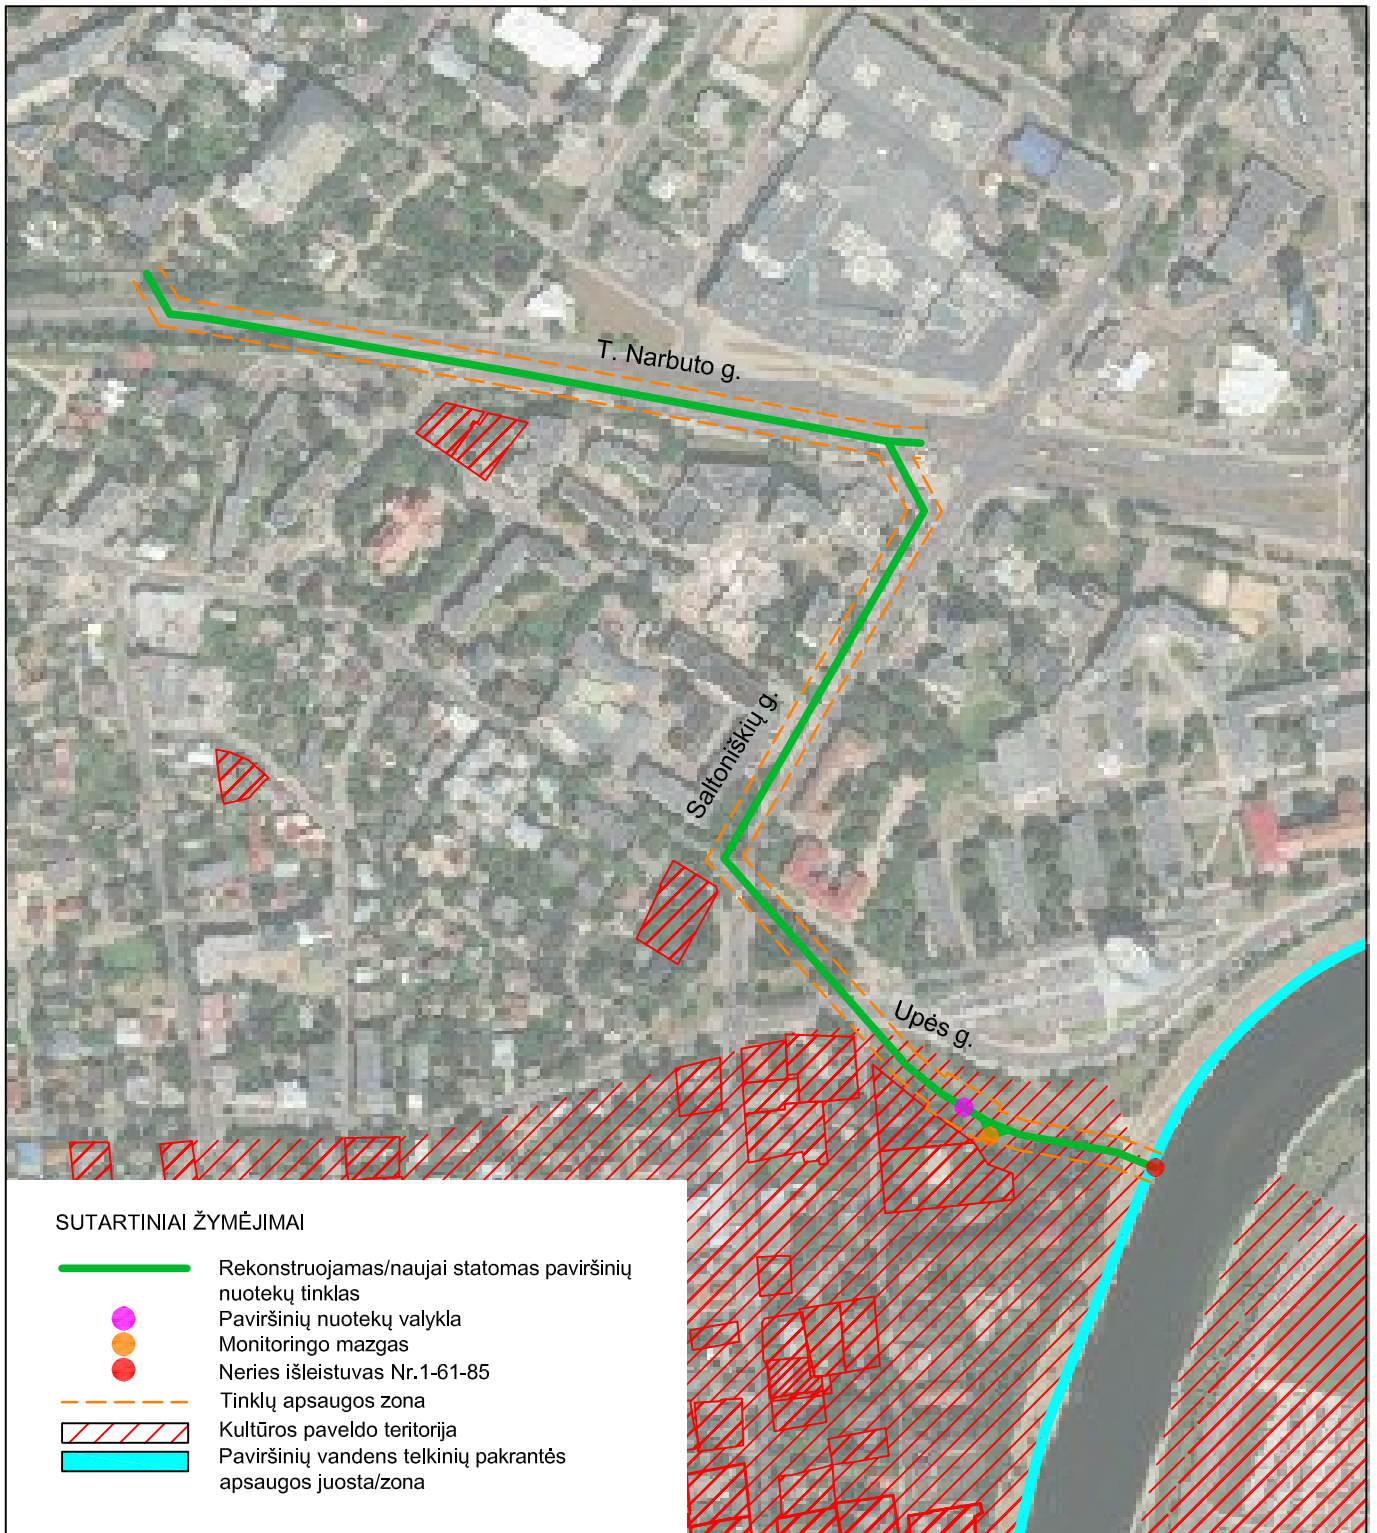 T. Narbuto g.
Saltoniškių g.
Upės g.
SUTARTINIAI ŽYMĖJIMAI
Rekonstruojamas/naujai statomas paviršinių
nuotekų tinklas
Paviršinių nuotekų valykla
Monitoringo mazgas
Neries išleistuvas Nr.1-61-85
Tinklų apsaugos zona
Kultūros paveldo teritorija
Paviršinių vandens telkinių pakrantės
apsaugos juosta/zona